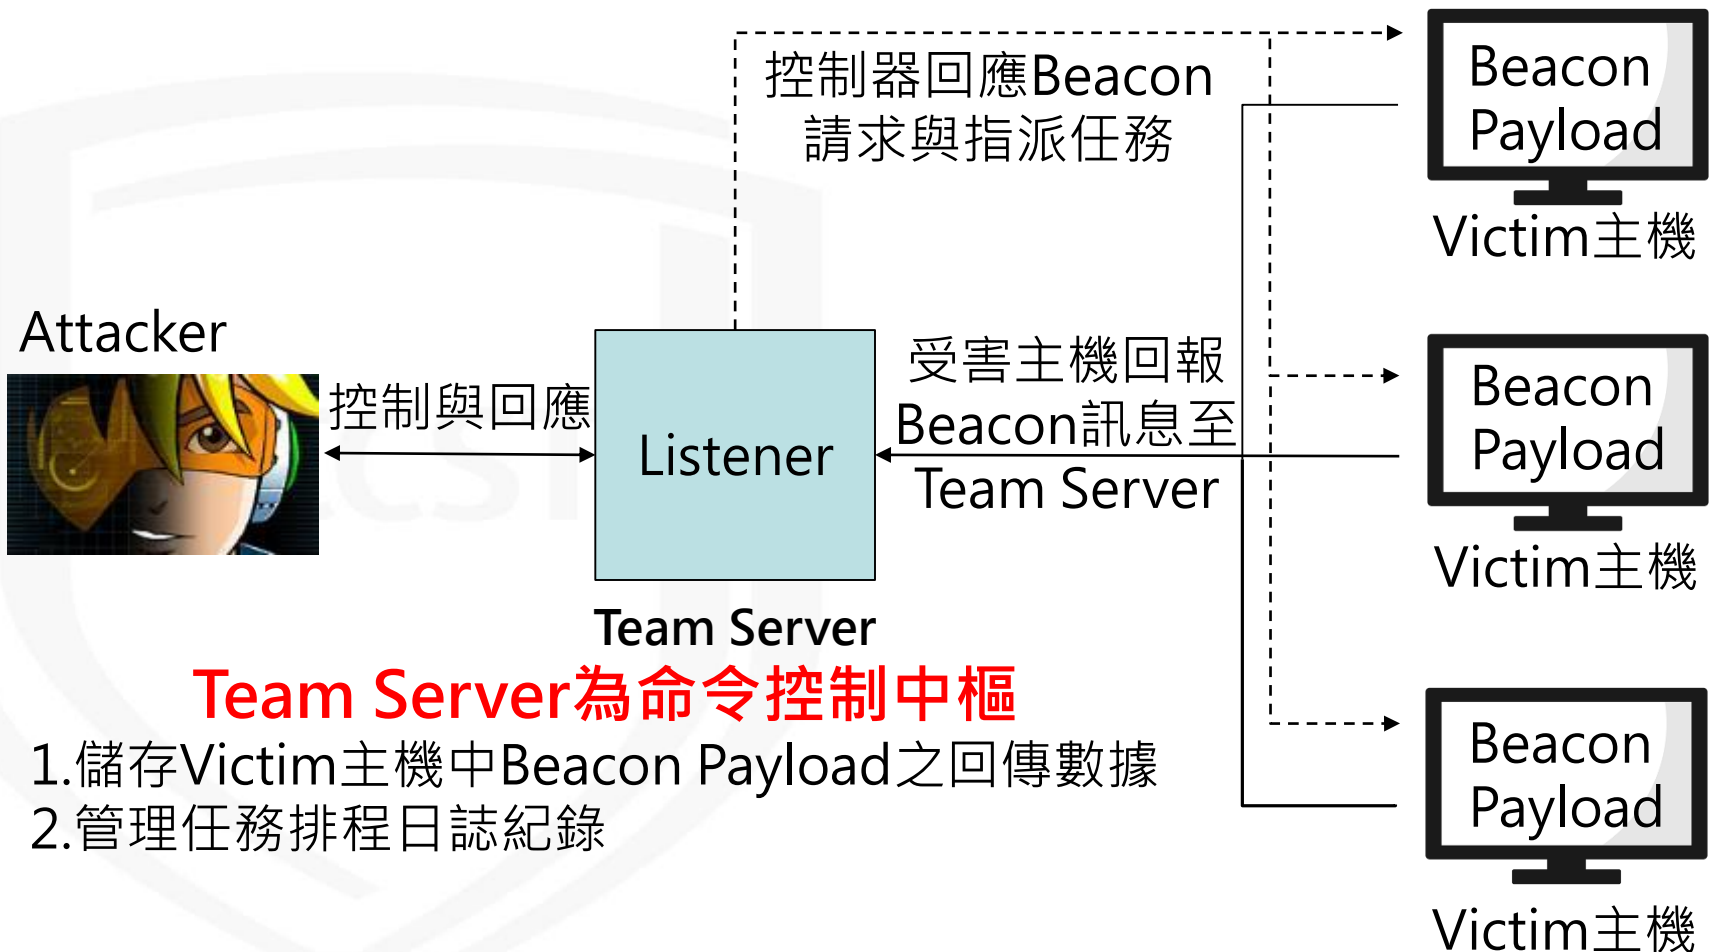 控制器回應Beacon
請求與指派任務
Beacon
Payload
Victim主機
Attacker
控制與回應
Listener
受害主機回報
Beacon訊息至
Team Server
Beacon
Payload
Victim主機
Team Server
Team Server為命令控制中樞
1.儲存Victim主機中Beacon Payload之回傳數據
2.管理任務排程日誌紀錄
Beacon
Payload
Victim主機